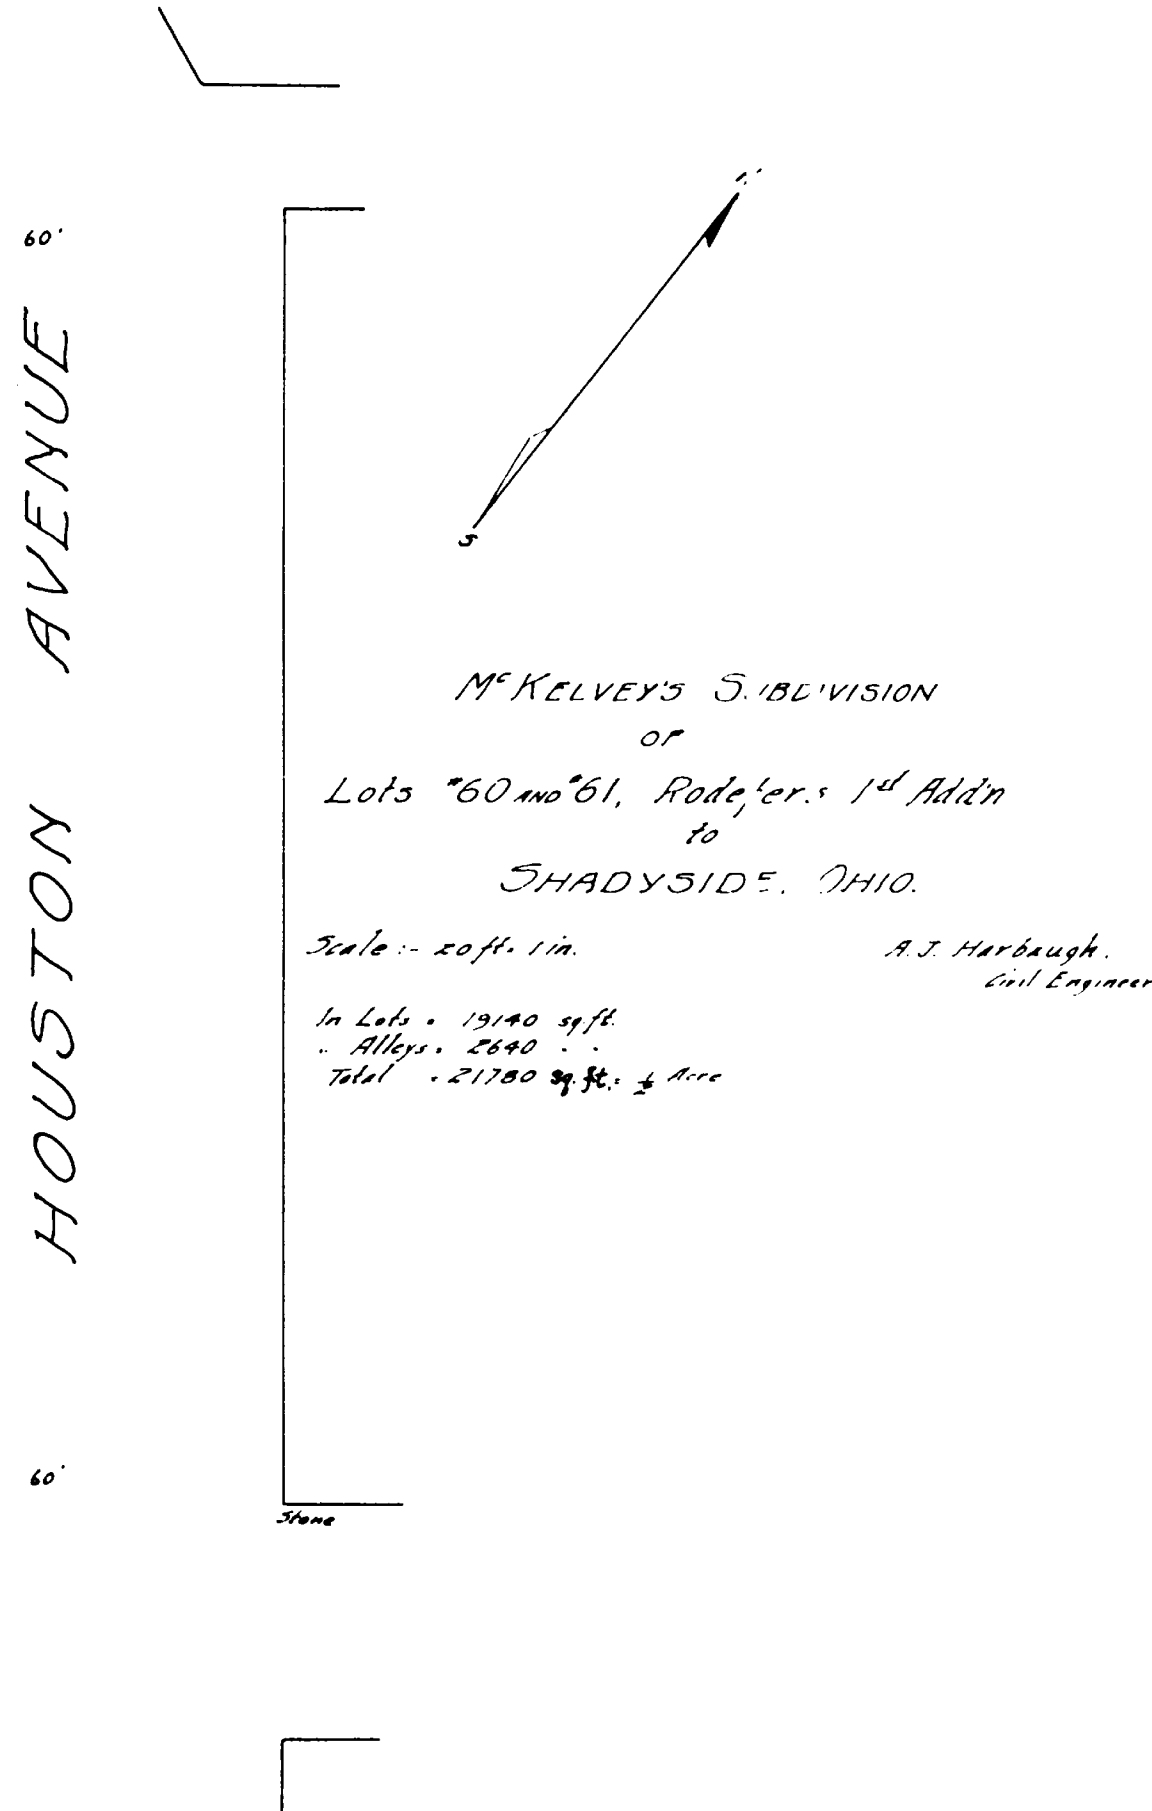 60'
HOUSTON AVENUE
60'
S
McKELVEY'S SUBDIVISION
OF
Lots #60 AND #61, 1st Add'n
to
SHADYSIDE, OHIO.
Scale :- 20 ft. 1 in.
A. J. Harbaugh.
Civil Engineer
In Lots = 19140 sq. ft.
" Alleys = 2640 " "
Total = 21780 sq. ft. = 1/2 Acre
Stone